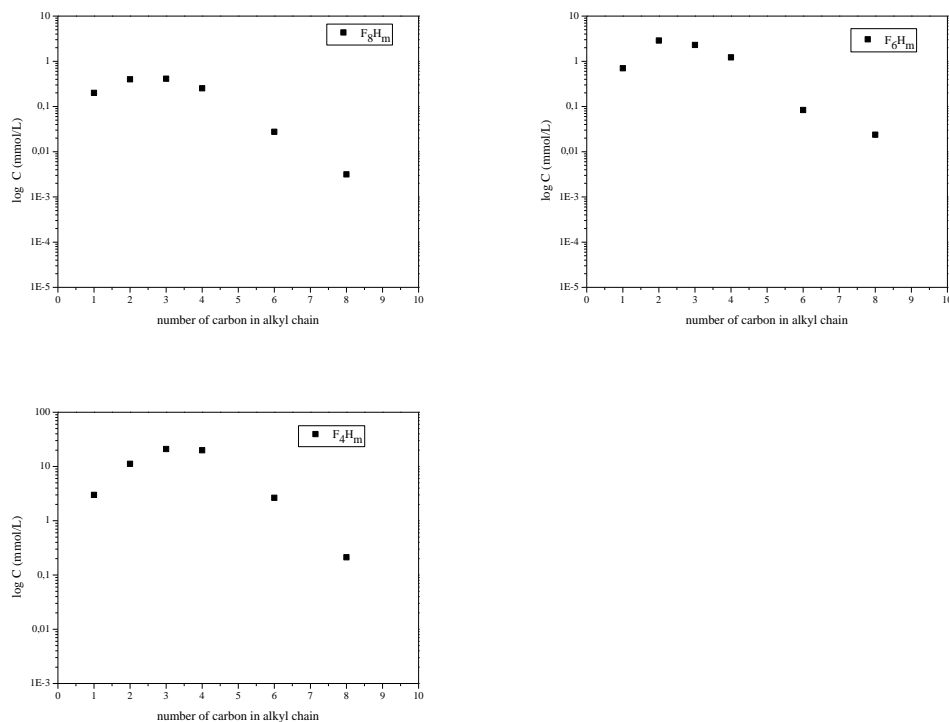 F8Hm
10
1
0,1
0,01
1E-3
1E-4
1E-5
log C (mmol/L)
0 1 2 3 4 5 6 7 8 9 10
number of carbon in alkyl chain
F6Hm
10
1
0,1
0,01
1E-3
1E-4
1E-5
log C (mmol/L)
0 1 2 3 4 5 6 7 8 9 10
number of carbon in alkyl chain
F4Hm
100
10
1
0,1
0,01
1E-3
log C (mmol/L)
0 1 2 3 4 5 6 7 8 9 10
number of carbon in alkyl chain